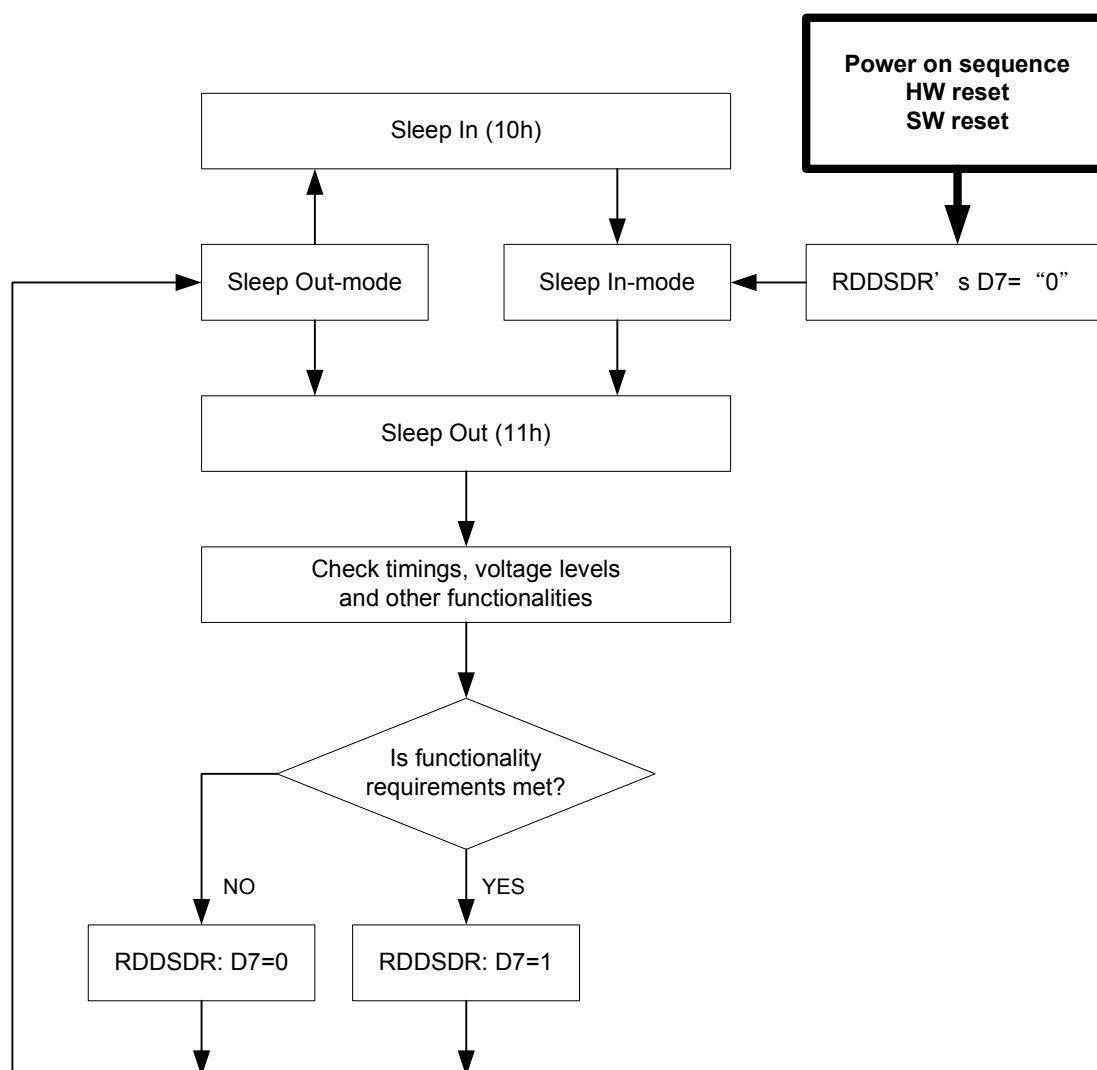 Power on sequence
HW reset
SW reset
Sleep In (10h)
Sleep Out-mode
Sleep In-mode
RDDSDR’ s D7= “0”
Sleep Out (11h)
Check timings, voltage levels
and other functionalities
Is functionality
requirements met?
NO
YES
RDDSDR: D7=0
RDDSDR: D7=1